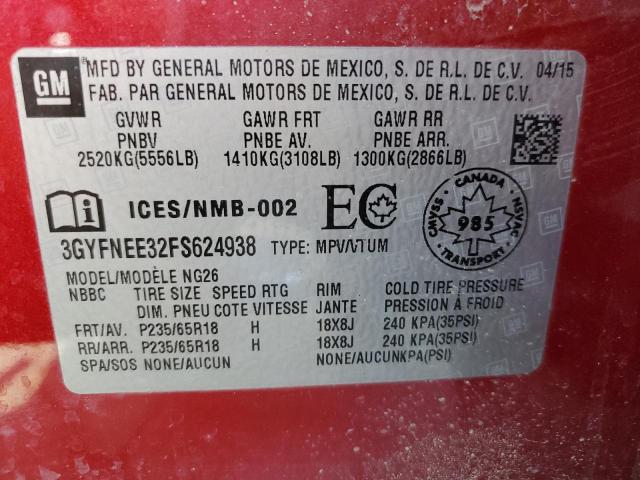 GM
MFD BY GENERAL MOTORS DE MEXICO, S. DE R.L. DE C.V. 04/15
FAB. PAR GENERAL MOTORS DE MEXICO, S. DE R.L. DE C.V.
GVWR GAWR FRT GAWR RR
PNBV PNBE AV. PNBE ARR.
2520KG(5556LB) 1410KG(3108LB) 1300KG(2866LB)
ICES/NMB-002 EC
CANADA
CMVSS 985 NSVAC
TRANSPORT
3GYFNEE32FS624938 TYPE: MPV/VTUM
MODEL/MODÈLE NG26
NBBC TIRE SIZE SPEED RTG RIM COLD TIRE PRESSURE
DIM. PNEU COTE VITESSE JANTE PRESSION À FROID
FRT/AV. P235/65R18 H 18X8J 240 KPA(35PSI)
RR/ARR. P235/65R18 H 18X8J 240 KPA(35PSI)
SPA/SOS NONE/AUCUN NONE/AUCUNKPA(PSI)